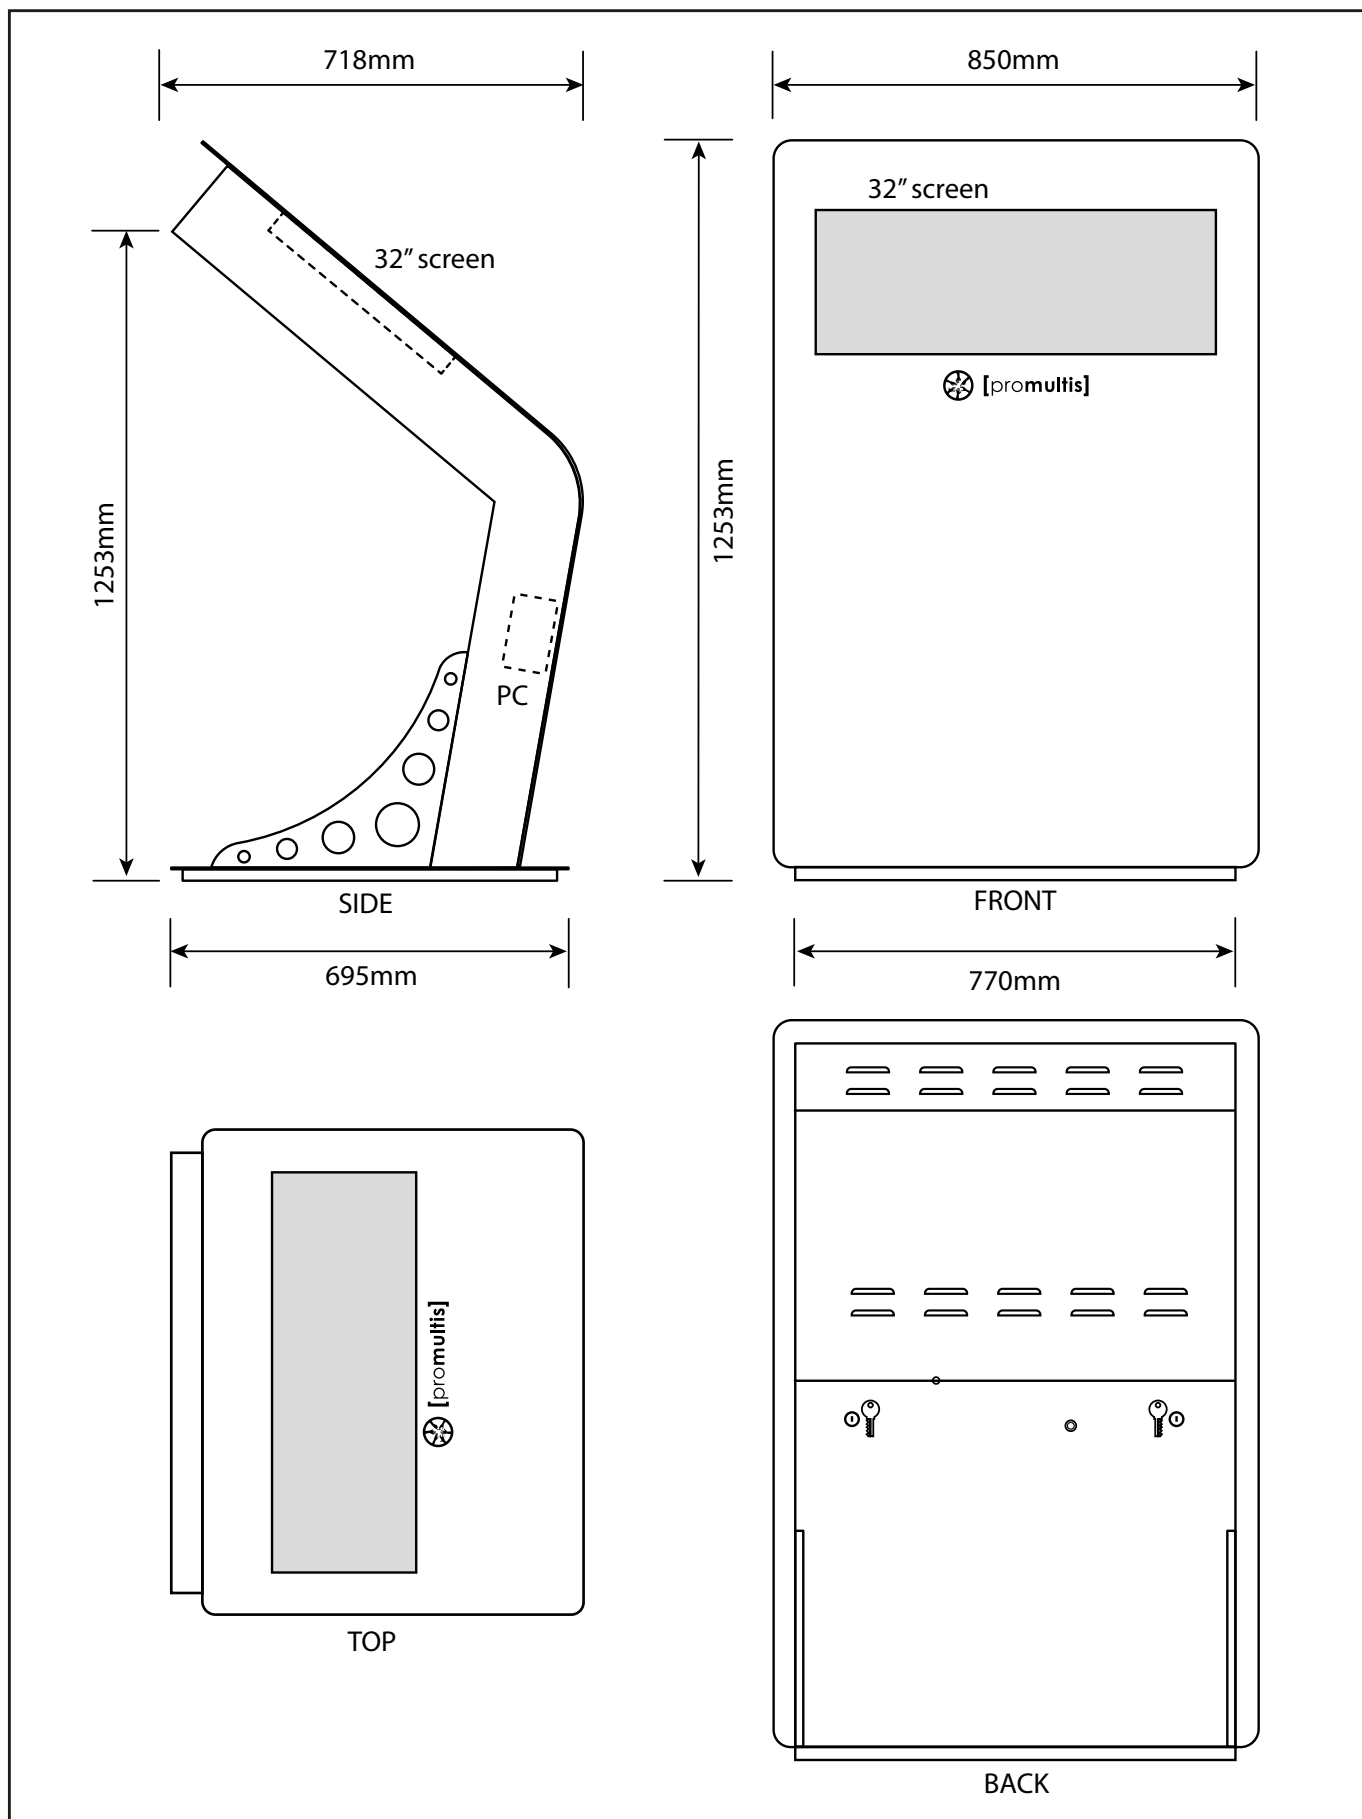 718mm
850mm
32” screen
32” screen
[promultis]
1253mm
1253mm
PC
SIDE
FRONT
695mm
770mm
[promultis]
TOP
BACK